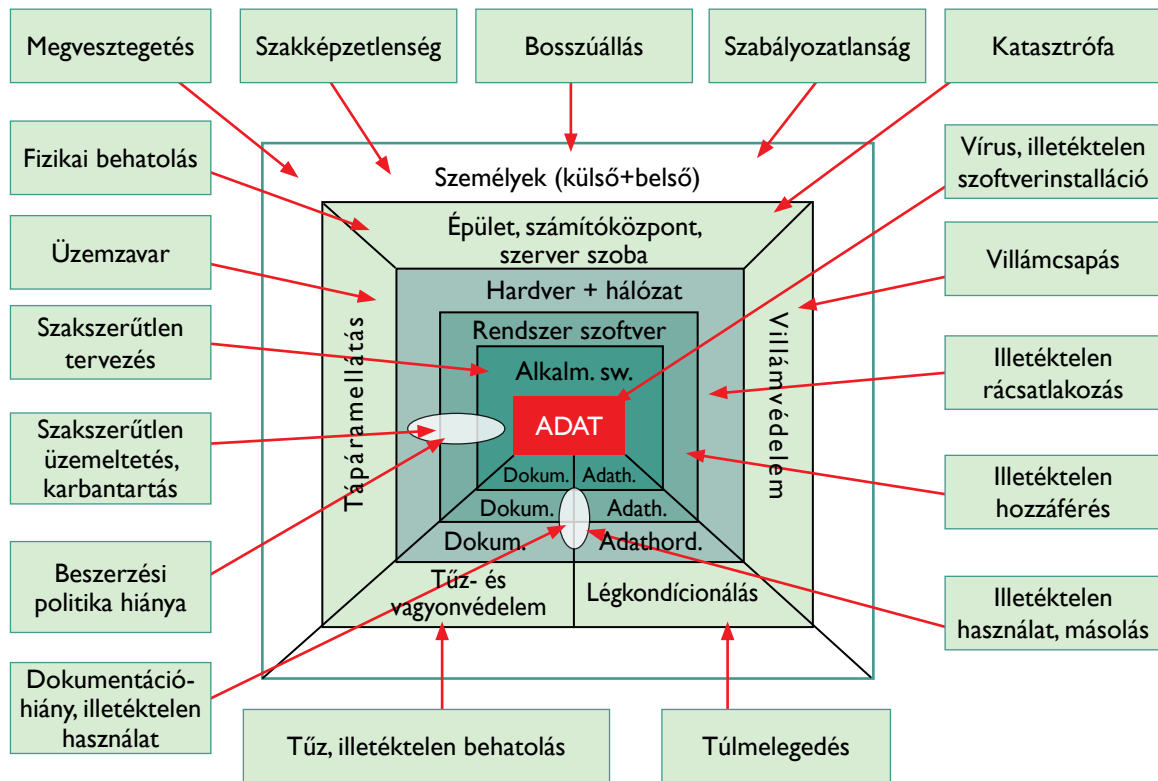 Megvesztegetés
Szakképzetlenség
Bosszúállás
Szabályozatlanság
Katasztrófa
Fizikai behatolás
Üzemzavar
Szakszerűtlen
tervezés
Szakszerűtlen
üzemeltetés,
karbantartás
Beszerzési
politika hiánya
Dokumentáció-
hiány, illetéktelen
használat
Személyek (külső+belső)
Épület, számítóközpont,
szerver szoba
Hardver + hálózat
Rendszer szoftver
Alkalm. sw.
ADAT
Tápáramellátás
Villámvédelem
Dokum.
Adath.
Dokum.
Adath.
Dokum.
Adathord.
Tűz- és
vagyonvédelem
Légkondícionálás
Vírus, illetéktelen
szoftverinstalláció
Villámcsapás
Illetéktelen
rácsatlakozás
Illetéktelen
hozzáférés
Illetéktelen
használat, másolás
Tűz, illetéktelen behatolás
Túlmelegedés